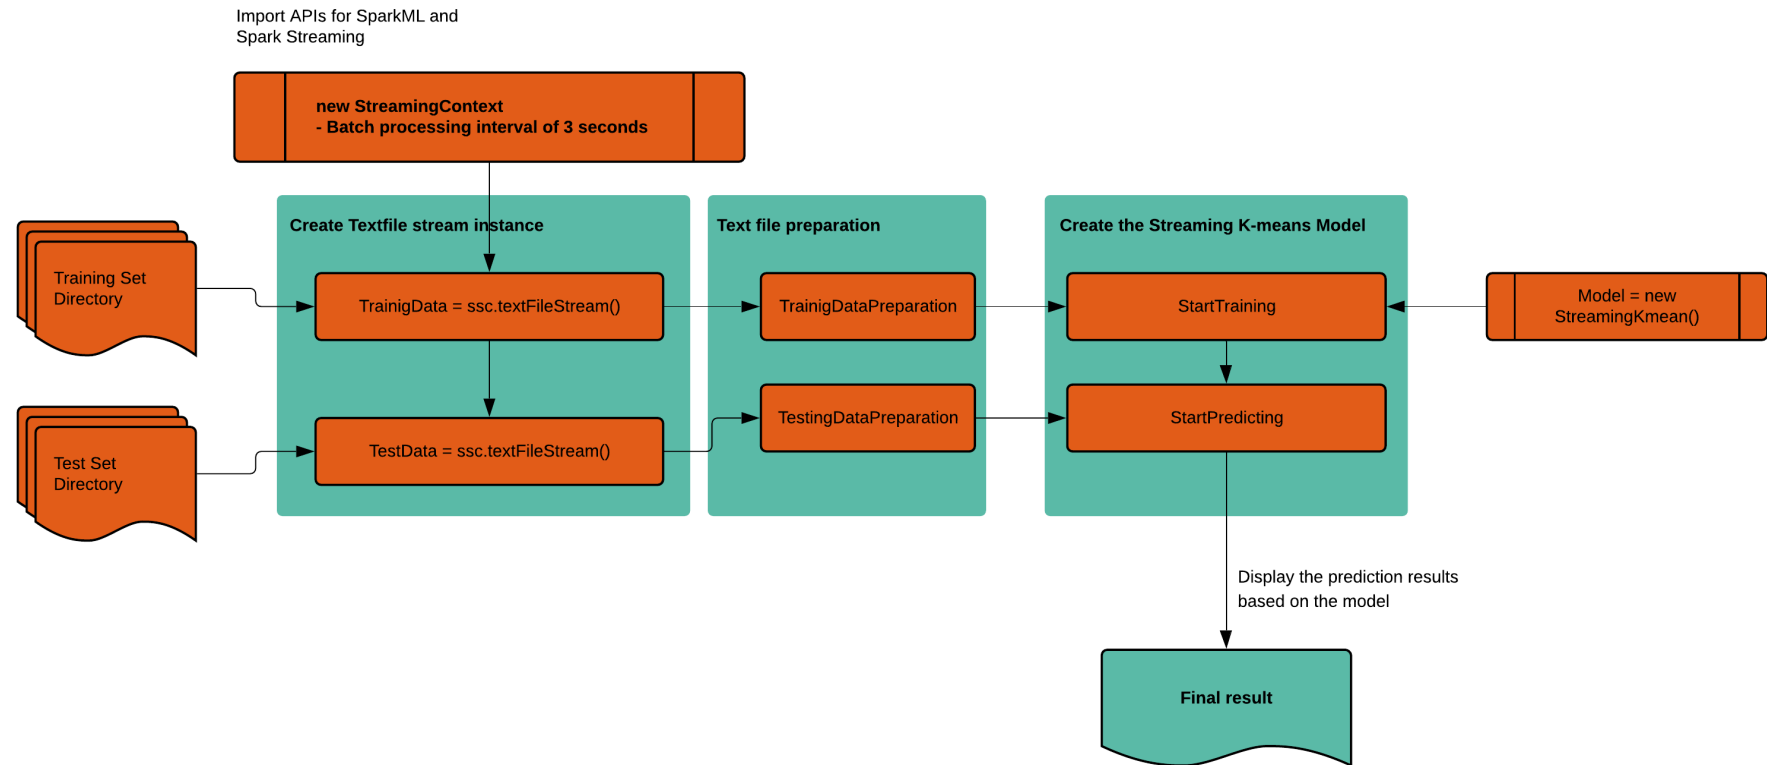 Import APIs for SparkML and
Spark Streaming
new StreamingContext
- Batch processing interval of 3 seconds
Create Textfile stream instance
Text file preparation
Create the Streaming K-means Model
Training Set
Directory
TrainigData = ssc.textFileStream()
TrainigDataPreparation
StartTraining
Model = new
StreamingKmean()
Test Set
Directory
TestData = ssc.textFileStream()
TestingDataPreparation
StartPredicting
Display the prediction results
based on the model
Final result